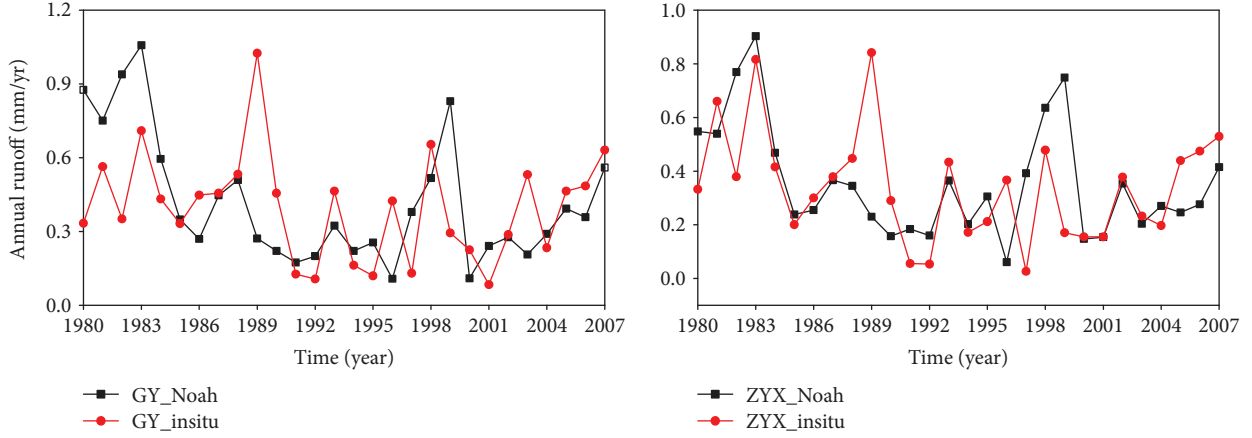 Annual runoff (mm/yr)
1.2
0.9
0.6
0.3
0.0
1980 1983 1986 1989 1992 1995 1998 2001 2004 2007
Time (year)
GY_Noah
GY_insitu
1.0
0.8
0.6
0.4
0.2
0.0
1980 1983 1986 1989 1992 1995 1998 2001 2004 2007
Time (year)
ZYX_Noah
ZYX_insitu